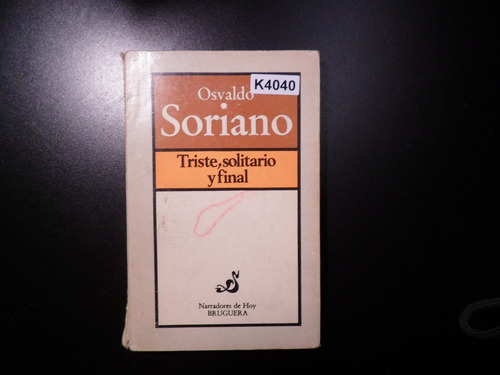 K4040
Osvaldo
Soriano
Triste, solitario
y final
Narradores de Hoy
BRUGUERA